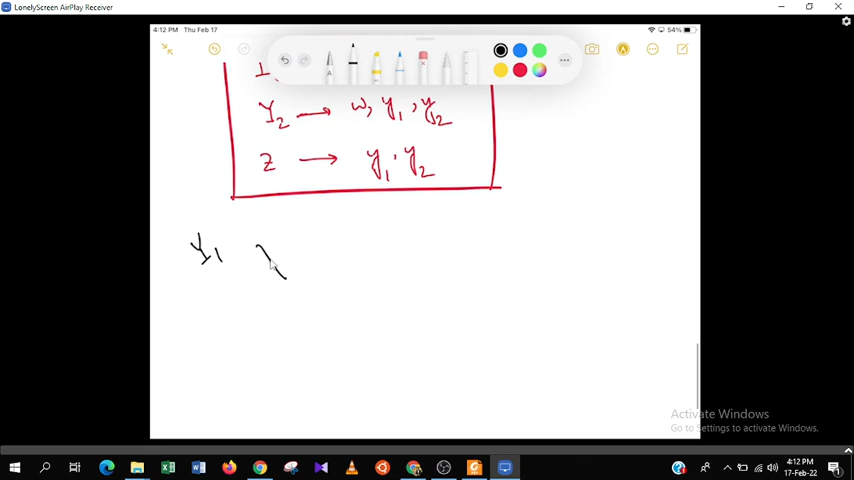 LonelyScreen AirPlay Receiver
4:12 PM Thu Feb 17
54%
Y2 → w, y1, y2
z → y1 . y2
y1
Activate Windows
Go to Settings to activate Windows.
4:12 PM
17-Feb-22